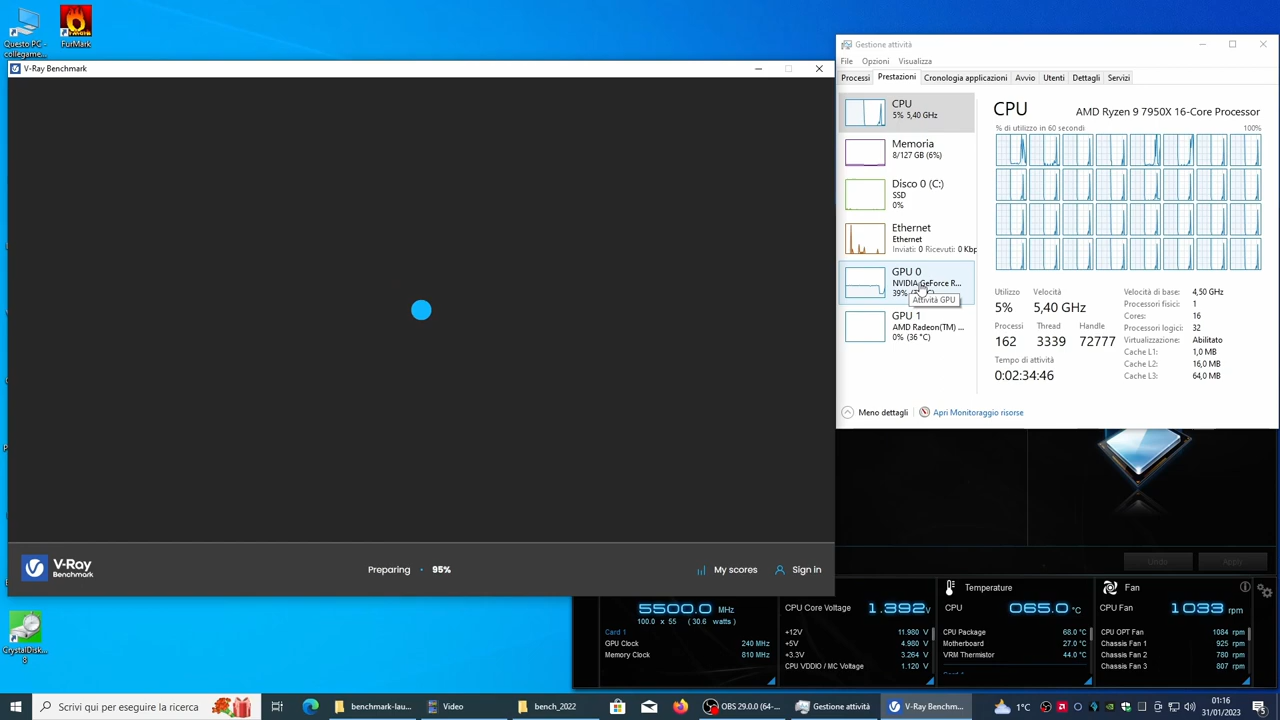 Questo PC -
collegame...
FurMark
V-Ray Benchmark
V-Ray
Benchmark
Preparing • 95%
My scores
Sign in
CrystalDisk...
8
Gestione attività
File Opzioni Visualizza
Processi Prestazioni Cronologia applicazioni Avvio Utenti Dettagli Servizi
CPU
5% 5,40 GHz
Memoria
8/127 GB (6%)
Disco 0 (C:)
SSD
0%
Ethernet
Ethernet
Inviati: 0 Ricevuti: 0 Kbp
GPU 0
NVIDIA GeForce R...
39%
Attività GPU
GPU 1
AMD Radeon(TM) ...
0% (36 °C)
CPU AMD Ryzen 9 7950X 16-Core Processor
% di utilizzo in 60 secondi 100%
Utilizzo Velocità
5% 5,40 GHz
Processi Thread Handle
162 3339 72777
Tempo di attività
0:02:34:46
Velocità di base: 4,50 GHz
Processori fisici: 1
Cores: 16
Processori logici: 32
Virtualizzazione: Abilitato
Cache L1: 1,0 MB
Cache L2: 16,0 MB
Cache L3: 64,0 MB
Meno dettagli Apri Monitoraggio risorse
Undo Apply
5500.0 MHz
100.0 x 55 ( 30.6 watts )
Card 1
GPU Clock 240 MHz
Memory Clock 810 MHz
CPU Core Voltage 1.392 V
+12V 11.980 V
+5V 4.980 V
+3.3V 3.264 V
CPU VDDIO / MC Voltage 1.120 V
Temperature
CPU 065.0 °C
CPU Package 68.0 °C
Motherboard 27.0 °C
VRM Thermistor 44.0 °C
Fan
CPU Fan 1033 rpm
CPU OPT Fan 1084 rpm
Chassis Fan 1 929 rpm
Chassis Fan 2 780 rpm
Chassis Fan 3 807 rpm
Scrivi qui per eseguire la ricerca
benchmark-lau...
Video
bench_2022
OBS 29.0.0 (64-...
Gestione attività
V-Ray Benchm...
1°C
01:16
31/01/2023